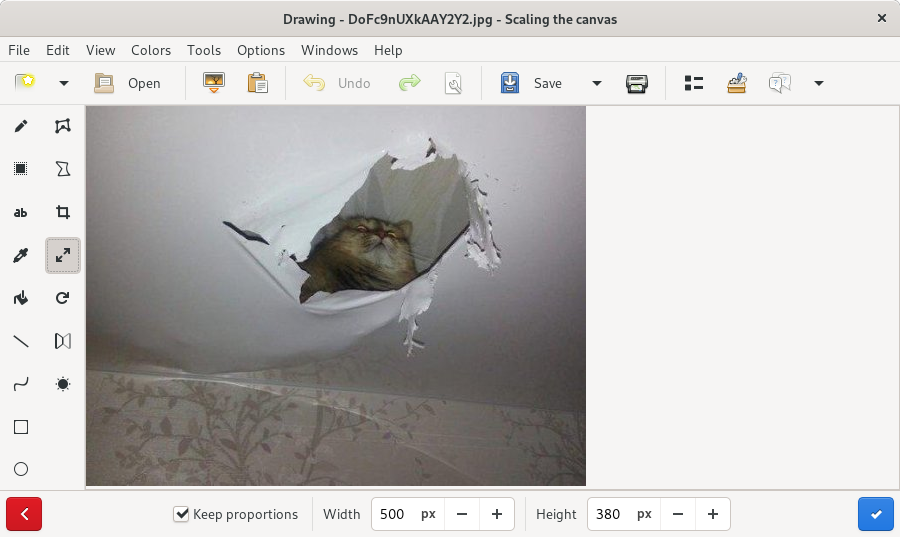 Drawing - DoFc9nUXkAAY2Y2.jpg - Scaling the canvas
File Edit View Colors Tools Options Windows Help
Open Undo Save
ab
Keep proportions Width 500 px Height 380 px